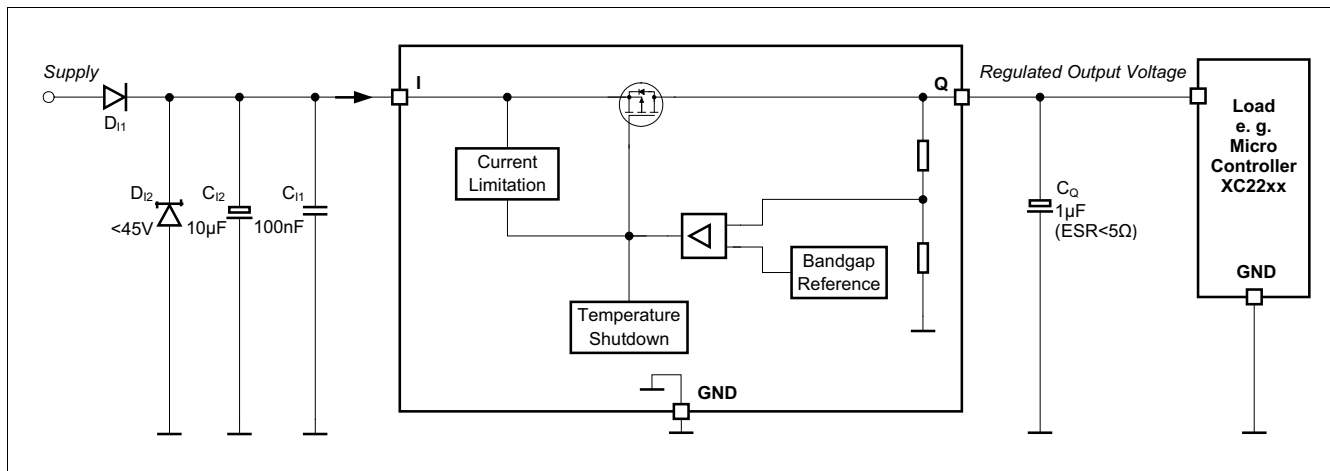 Supply
D_I1
D_I2
<45V
C_I2
10µF
C_I1
100nF
I
Current
Limitation
Temperature
Shutdown
Bandgap
Reference
GND
Q
Regulated Output Voltage
C_Q
1µF
(ESR<5Ω)
Load
e. g.
Micro
Controller
XC22xx
GND